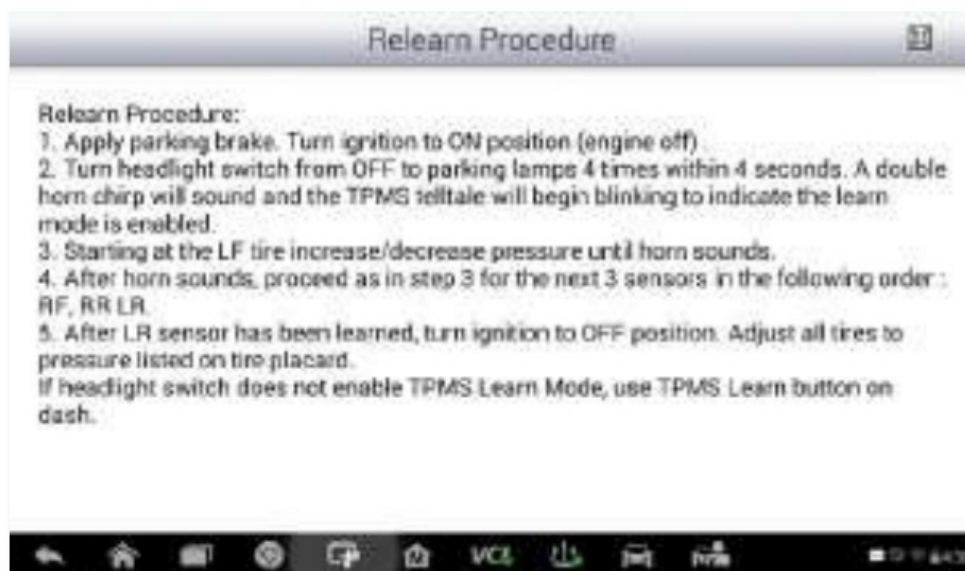 Relearn Procedure
Relearn Procedure:
1. Apply parking brake. Turn ignition to ON position (engine off)
2. Turn headlight switch from OFF to parking lamps 4 times within 4 seconds. A double
horn chirp will sound and the TPMS telltale will begin blinking to indicate the learn
mode is enabled.
3. Starting at the LF tire increase/decrease pressure until horn sounds.
4. After horn sounds, proceed as in step 3 for the next 3 sensors in the following order :
RF, RR LR.
5. After LR sensor has been learned, turn ignition to OFF position. Adjust all tires to
pressure listed on tire placard.
If headlight switch does not enable TPMS Learn Mode, use TPMS Learn button on
dash.
VCI